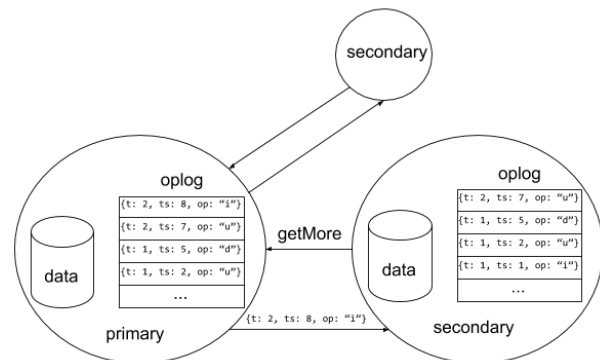 secondary
oplog
{t: 2, ts: 8, op: “i”}
{t: 2, ts: 7, op: “u”}
{t: 1, ts: 5, op: “d”}
{t: 1, ts: 2, op: “u”}
...
data
primary
getMore
{t: 2, ts: 8, op: “i”}
oplog
{t: 2, ts: 7, op: “u”}
{t: 1, ts: 5, op: “d”}
{t: 1, ts: 2, op: “u”}
{t: 1, ts: 1, op: “i”}
...
data
secondary